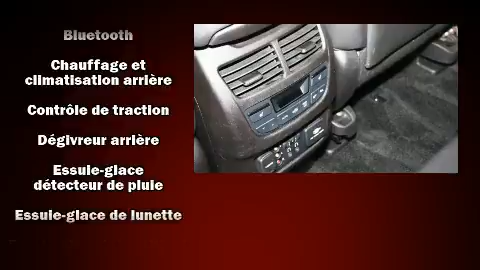 Bluetooth
Chauffage et
climatisation arrière
Contrôle de traction
Dégivreur arrière
Essuie-glace
détecteur de pluie
Essuie-glace de lunette